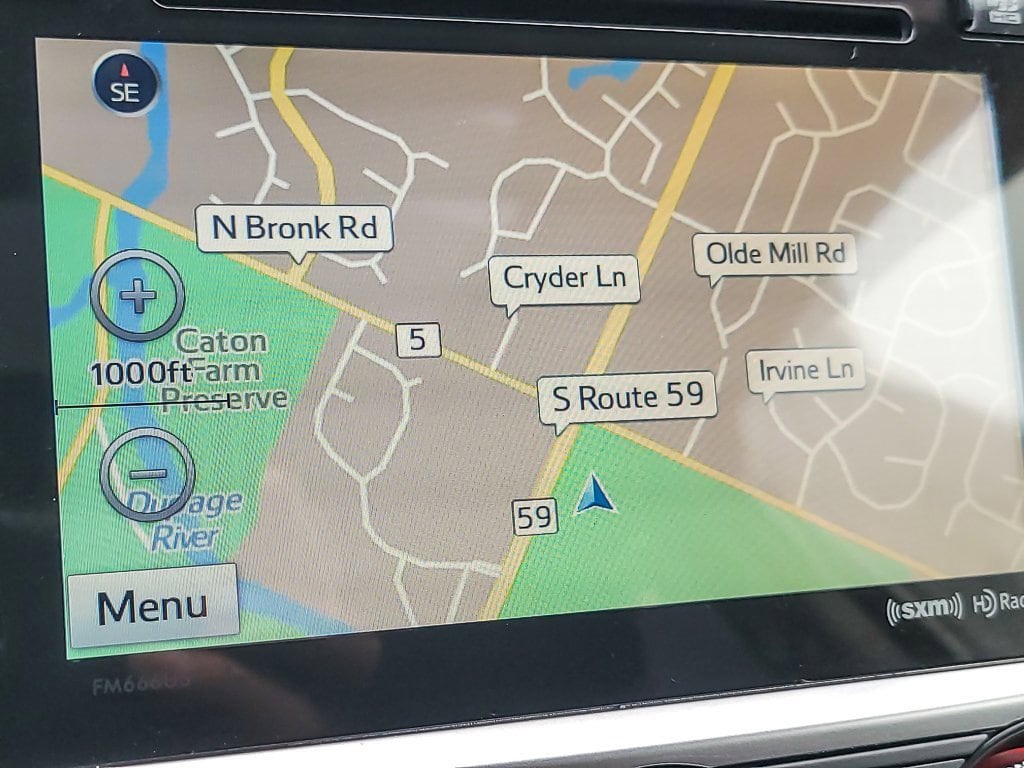 SE
N Bronk Rd
Olde Mill Rd
Cryder Ln
5
Caton
1000ft Farm
Preserve
Irvine Ln
S Route 59
59
River
Menu
((sxm)) HD